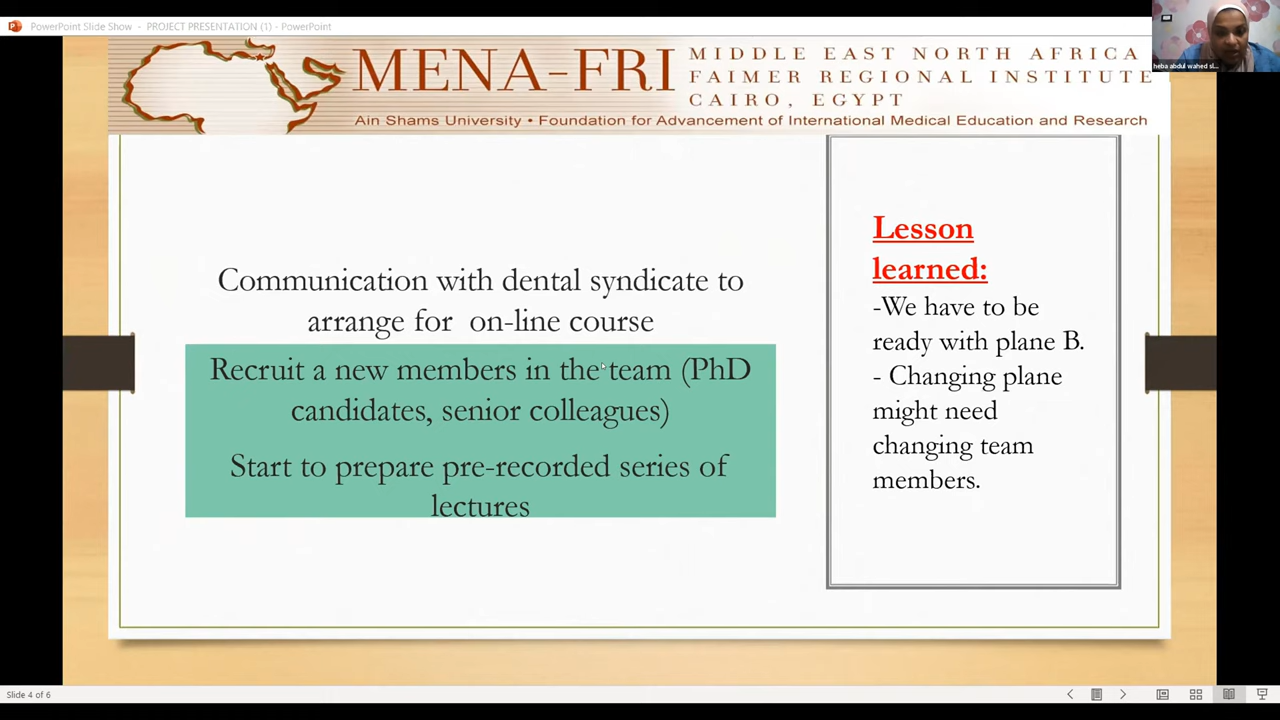 PowerPoint Slide Show - PROJECT PRESENTATION (1) - PowerPoint
MENA-FRI
MIDDLE EAST NORTH AFRICA
FAIMER REGIONAL INSTITUTE
CAIRO, EGYPT
Ain Shams University • Foundation for Advancement of International Medical Education and Research
heba abdul wahed sl...
Communication with dental syndicate to
arrange for on-line course
Recruit a new members in the team (PhD
candidates, senior colleagues)
Start to prepare pre-recorded series of
lectures
Lesson
learned:
-We have to be
ready with plane B.
- Changing plane
might need
changing team
members.
Slide 4 of 6